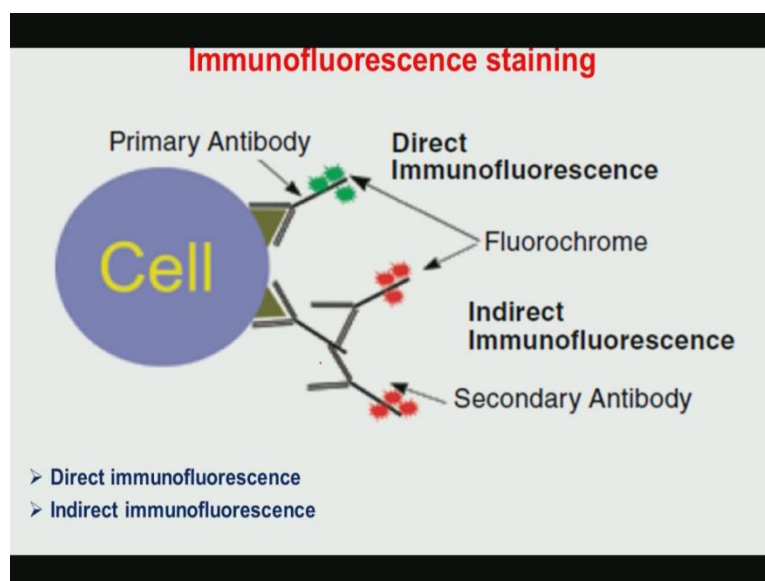 Immunofluorescence staining
Primary Antibody
Direct
Immunofluorescence
Fluorochrome
Cell
Indirect
Immunofluorescence
Secondary Antibody
➢ Direct immunofluorescence
➢ Indirect immunofluorescence